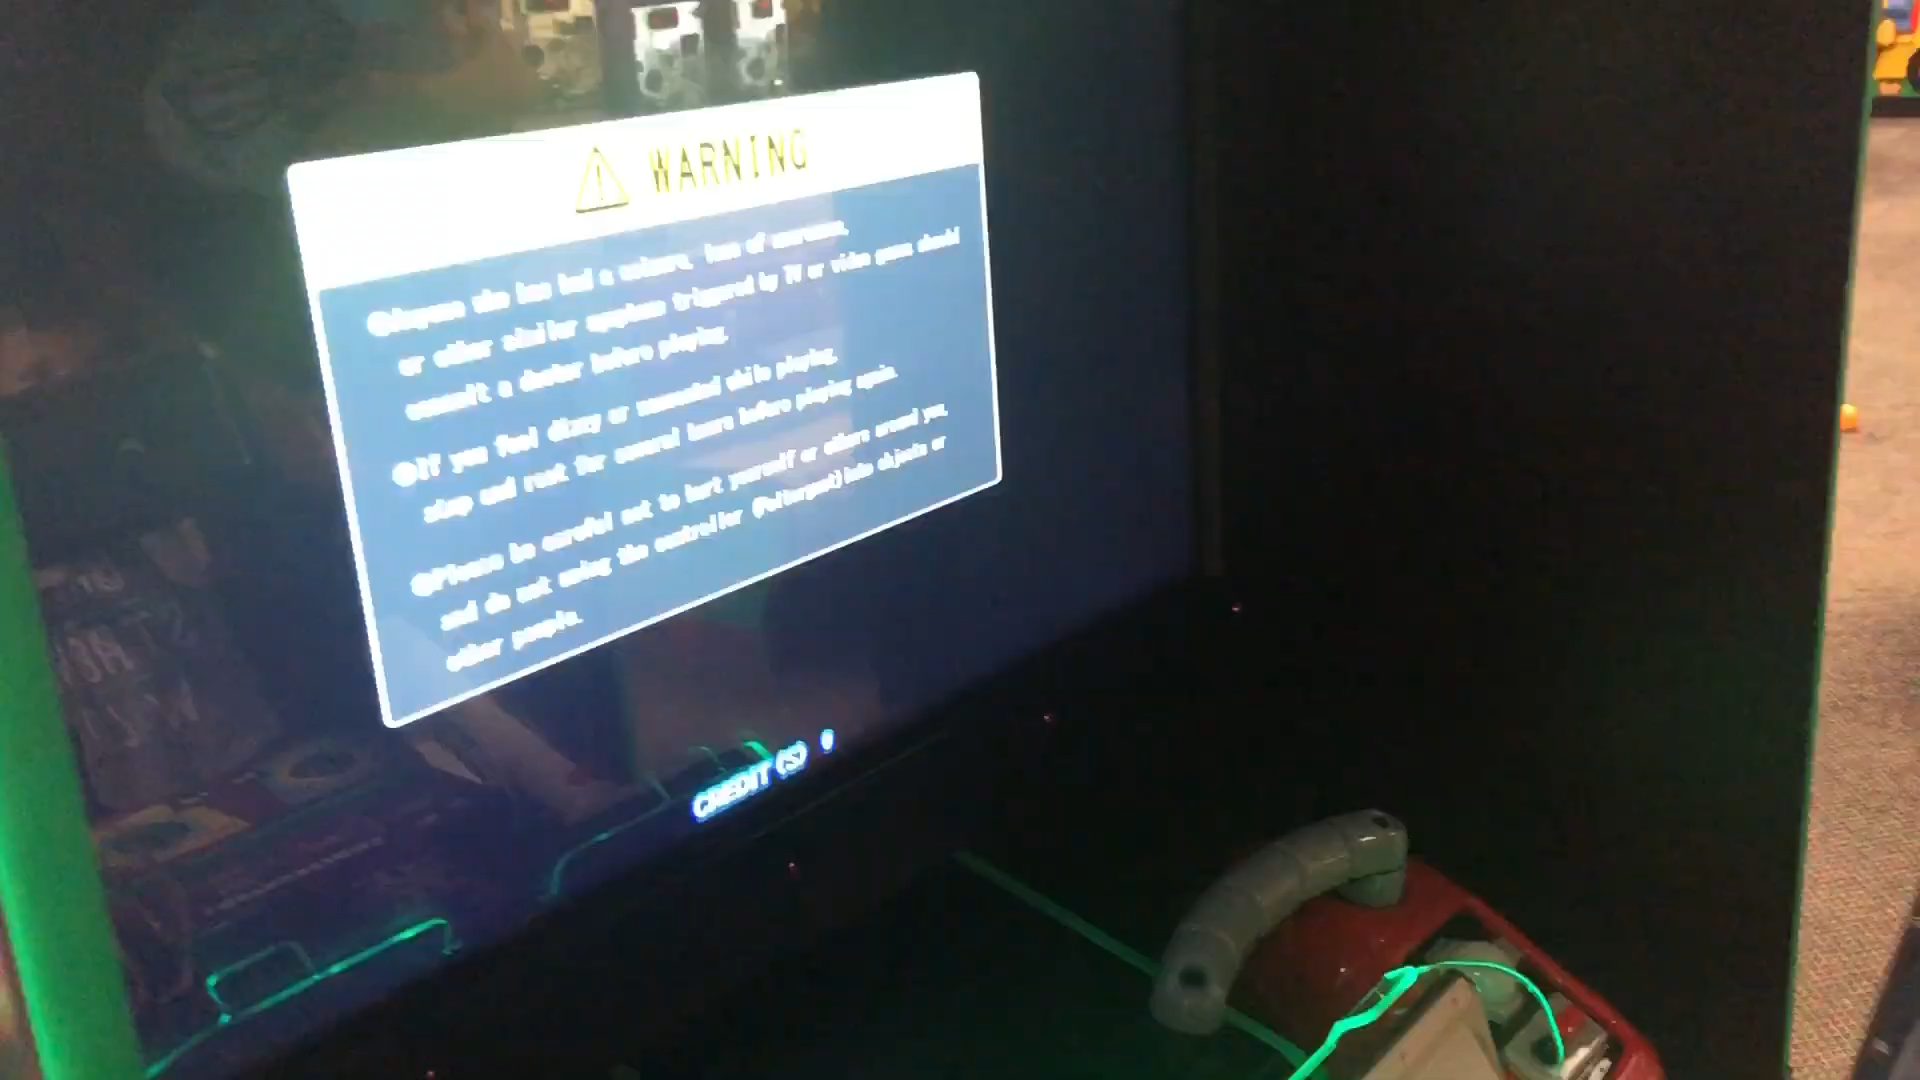 WARNING
Anyone who has had a seizure, loss of awareness,
or other similar symptoms triggered by TV or video games should
consult a doctor before playing.
If you feel dizzy or nauseated while playing,
stop and rest for several hours before playing again.
Please be careful not to hurt yourself or others around you,
and do not swing the controller (Poltergust) into objects or
other people.
CREDIT(S) 0